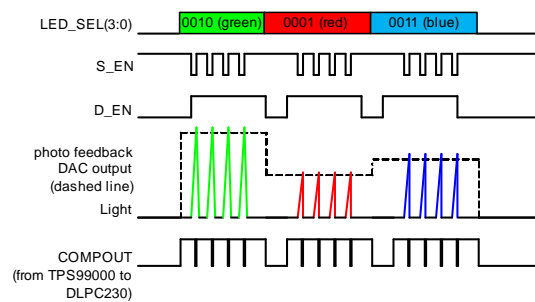 LED_SEL(3:0)
0010 (green)
0001 (red)
0011 (blue)
S_EN
D_EN
photo feedback
DAC output
(dashed line)
Light
COMPOUT
(from TPS99000 to
DLPC230)